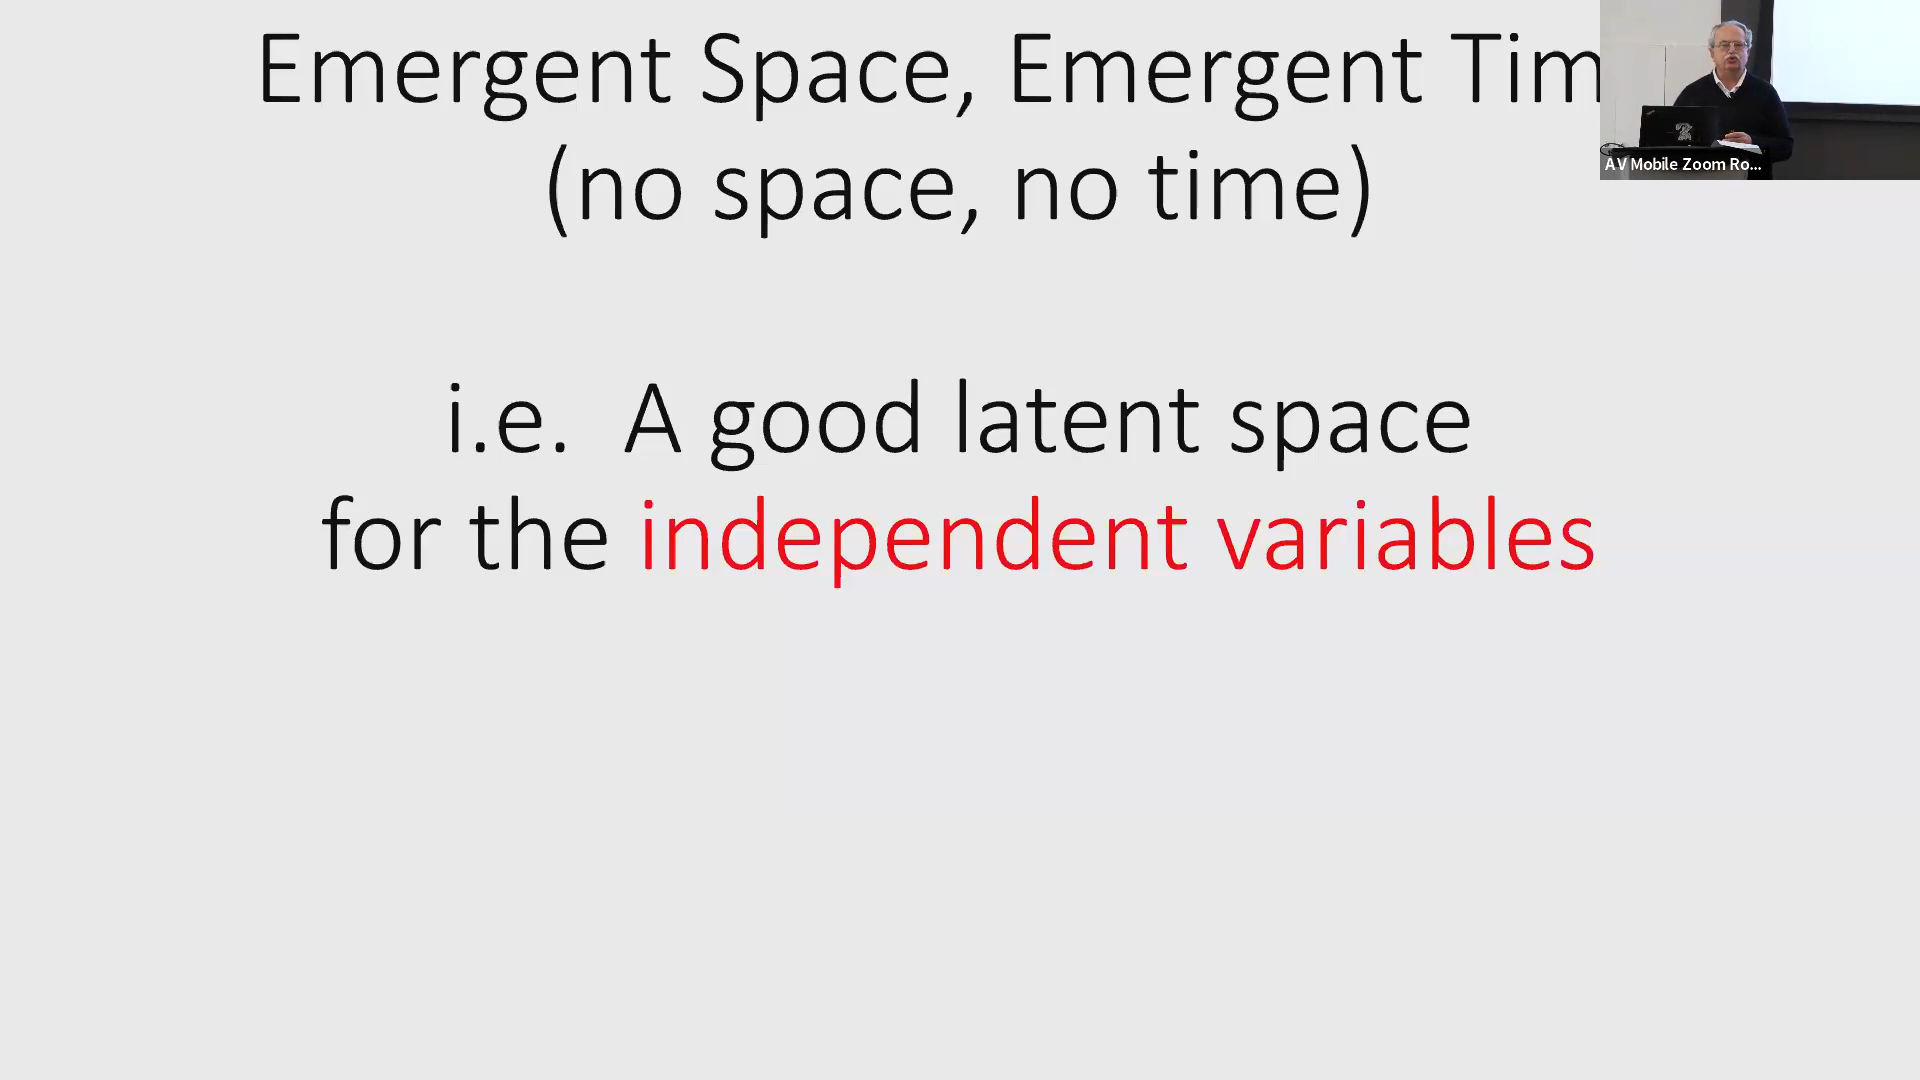 Emergent Space, Emergent Tim
(no space, no time)
i.e. A good latent space
for the independent variables
AV Mobile Zoom Ro...